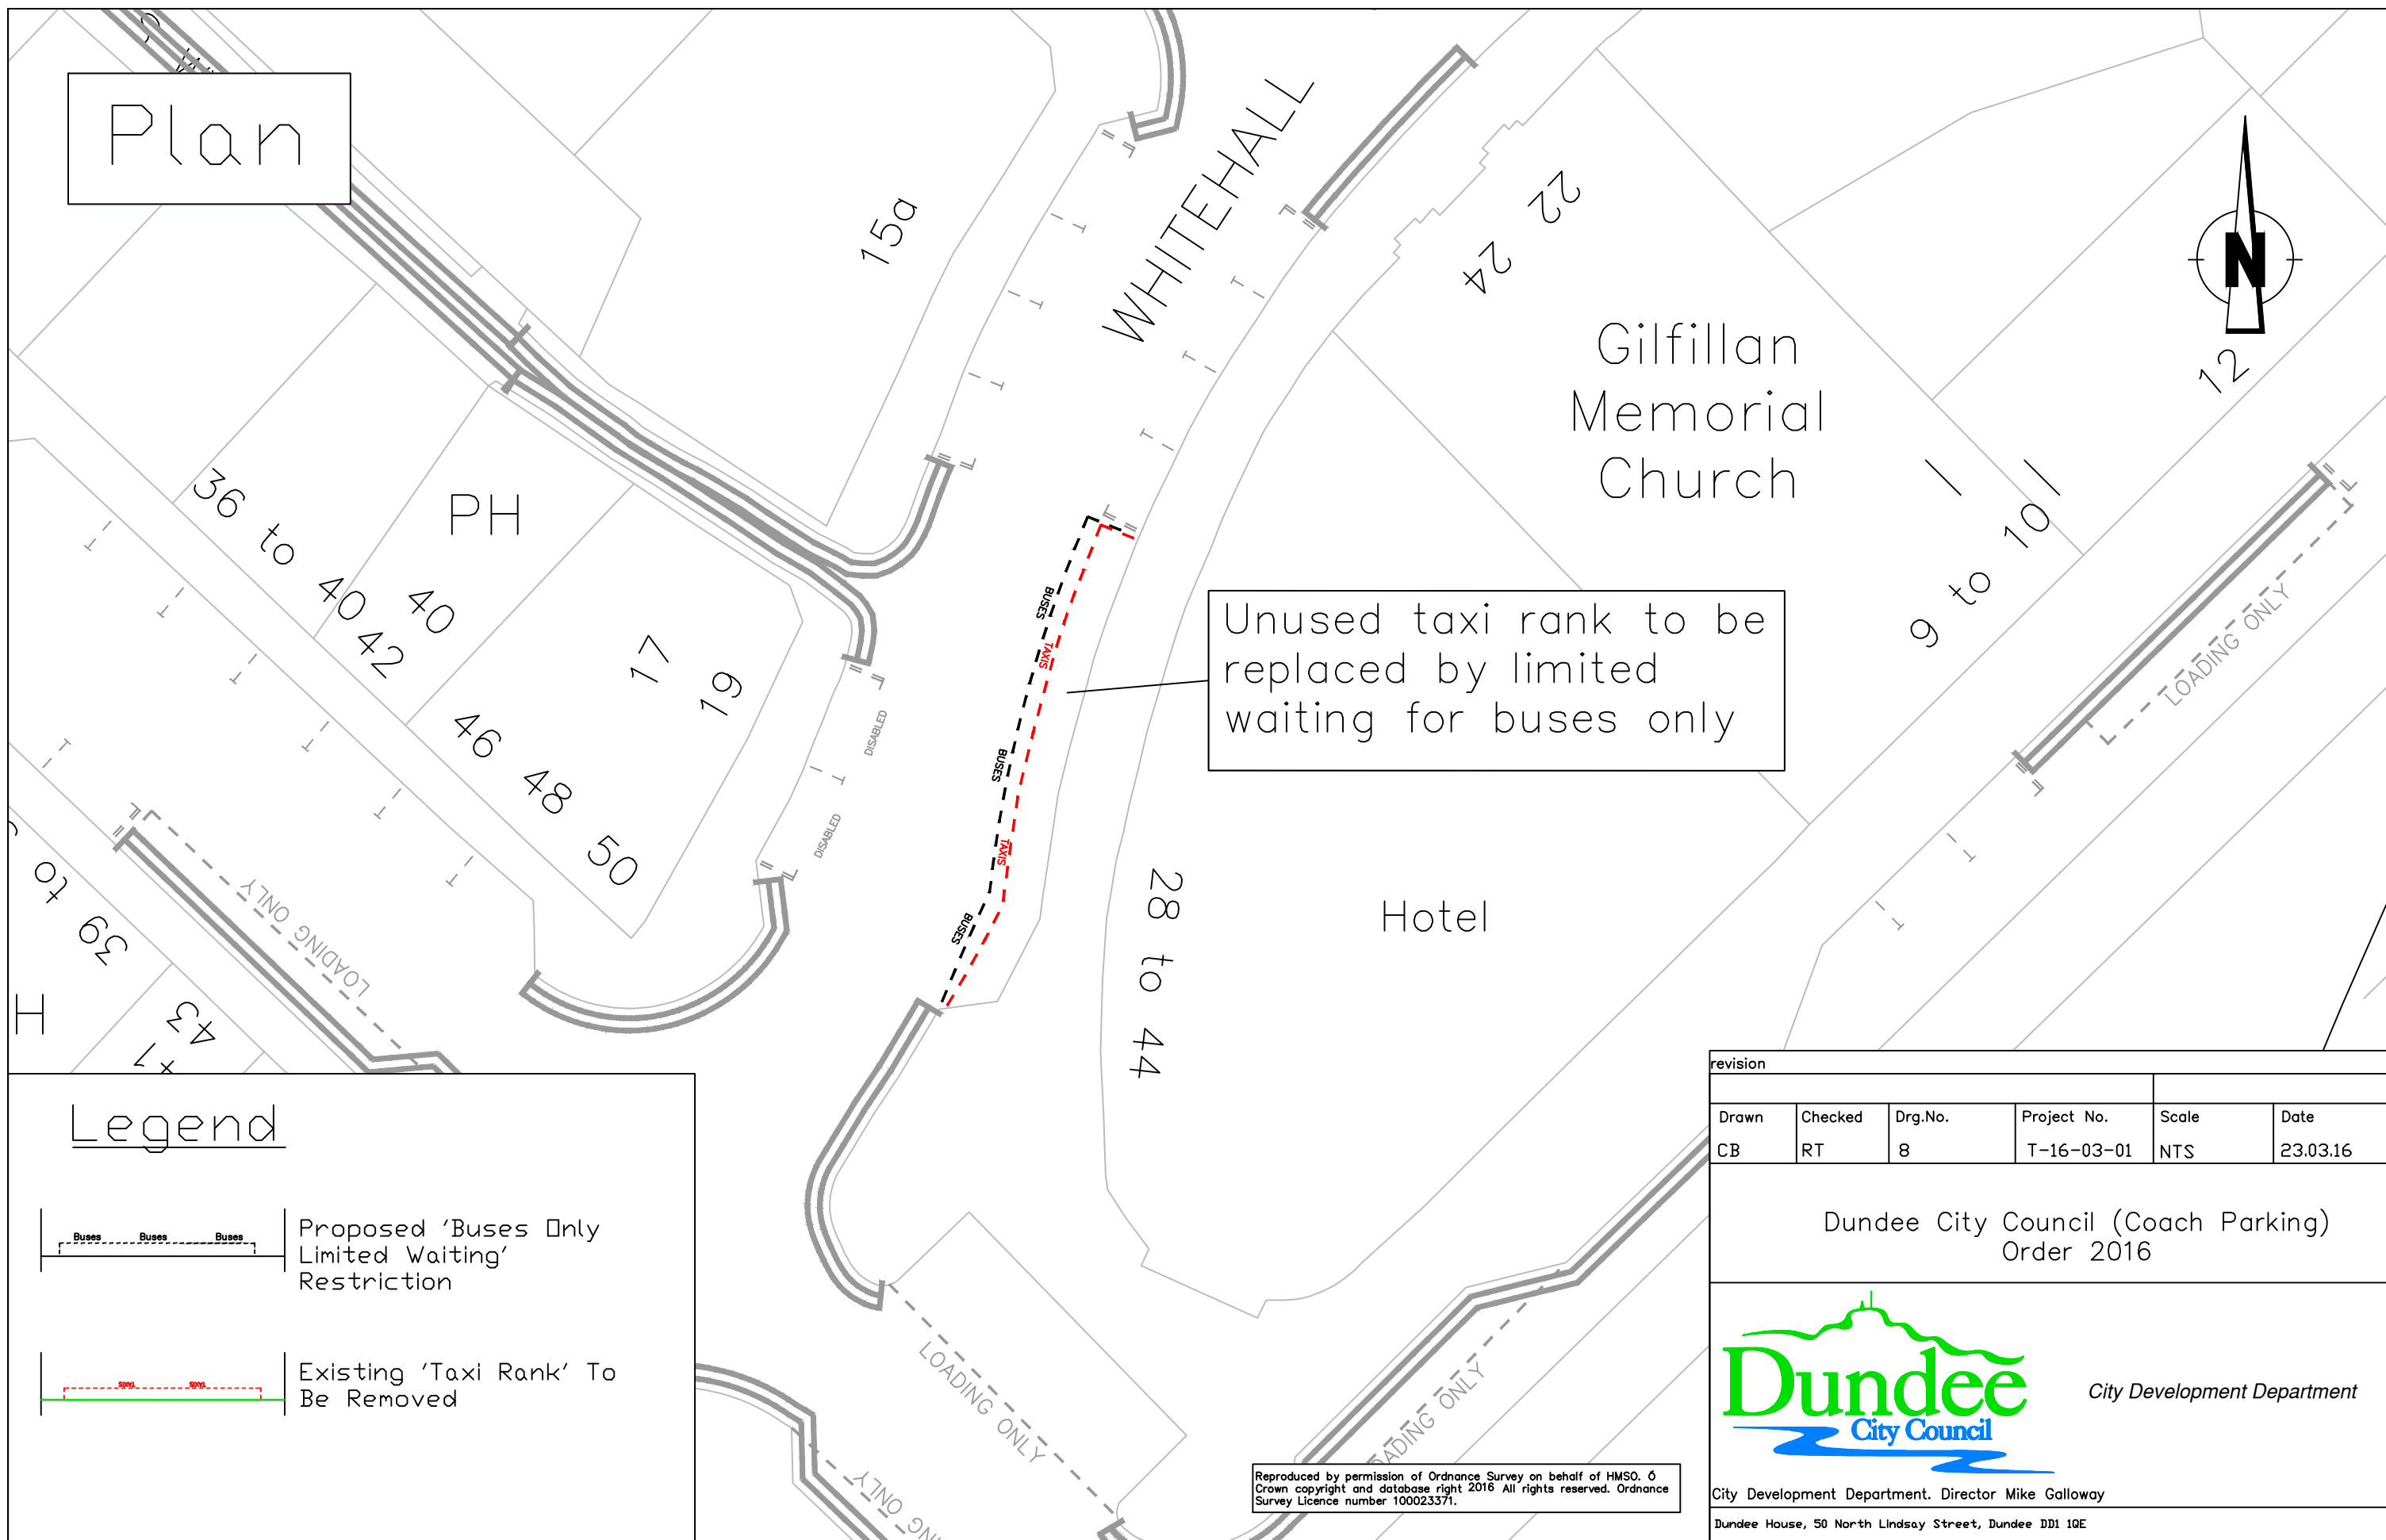 Plan
15a
WHITEHALL
22
24
Gilfillan
Memorial
Church
N
12
36 to 40
42
PH
40
17
19
46 48 50
9 to 10
LOADING ONLY
BUSES
TAXIS
BUSES
TAXIS
BUSES
DISABLED
DISABLED
Unused taxi rank to be
replaced by limited
waiting for buses only
28 to 44
Hotel
LOADING ONLY
to
39
43
H
LOADING ONLY
LOADING ONLY
Legend
Buses Buses Buses
Proposed 'Buses Only
Limited Waiting'
Restriction
TAXIS TAXIS
Existing 'Taxi Rank' To
Be Removed
revision
Drawn Checked Drg.No. Project No. Scale Date
CB RT 8 T-16-03-01 NTS 23.03.16
Dundee City Council (Coach Parking)
Order 2016
Dundee
City Council
City Development Department
City Development Department. Director Mike Galloway
Dundee House, 50 North Lindsay Street, Dundee DD1 1QE
Reproduced by permission of Ordnance Survey on behalf of HMSO. Ó
Crown copyright and database right 2016 All rights reserved. Ordnance
Survey Licence number 100023371.